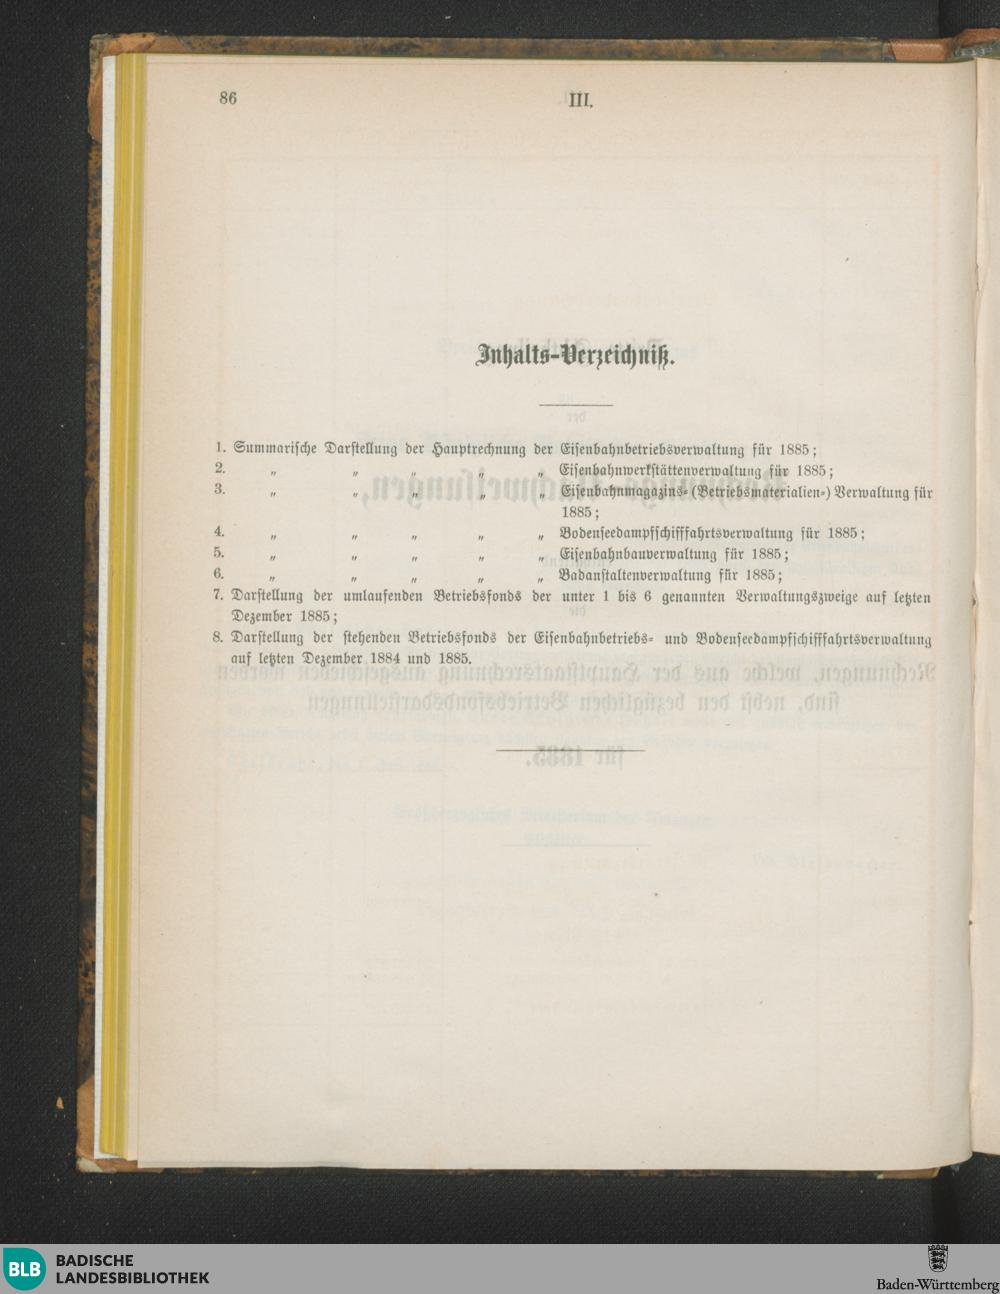 86
III.
Inhalts-Verzeichniß.
1. Summarische Darstellung der Hauptrechnung der Eisenbahnbetriebsverwaltung für 1885;
2. „ „ „ „ „ Eisenbahnwerkstättenverwaltung für 1885;
3. „ „ „ „ „ Eisenbahnmagazins- (Betriebsmaterialien-) Verwaltung für
1885;
4. „ „ „ „ „ Bodenseedampfschifffahrtsverwaltung für 1885;
5. „ „ „ „ „ Eisenbahnbauverwaltung für 1885;
6. „ „ „ „ „ Badanstaltenverwaltung für 1885;
7. Darstellung der umlaufenden Betriebsfonds der unter 1 bis 6 genannten Verwaltungszweige auf letzten
Dezember 1885;
8. Darstellung der stehenden Betriebsfonds der Eisenbahnbetriebs- und Bodenseedampfschifffahrtsverwaltung
auf letzten Dezember 1884 und 1885.
BLB
BADISCHE
LANDESBIBLIOTHEK
Baden-Württemberg